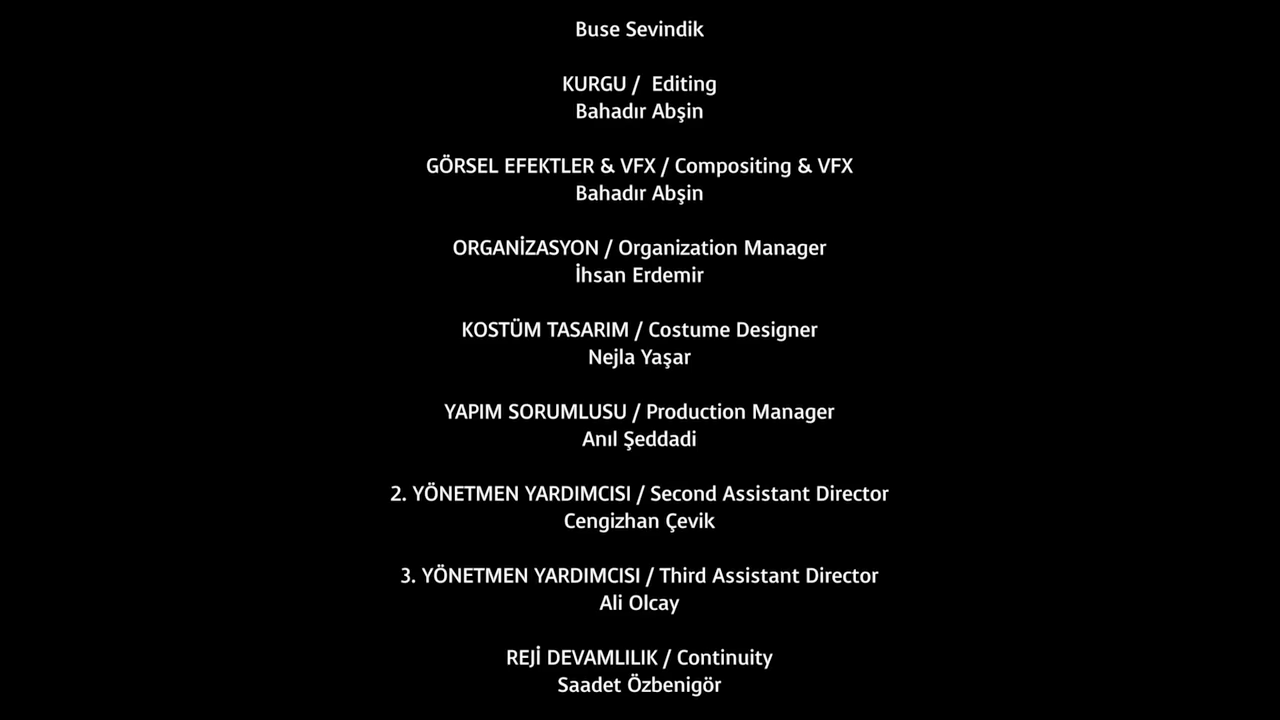 Buse Sevindik
KURGU / Editing
Bahadır Abşin
GÖRSEL EFEKTLER & VFX / Compositing & VFX
Bahadır Abşin
ORGANİZASYON / Organization Manager
İhsan Erdemir
KOSTÜM TASARIM / Costume Designer
Nejla Yaşar
YAPIM SORUMLUSU / Production Manager
Anıl Şeddadi
2. YÖNETMEN YARDIMCISI / Second Assistant Director
Cengizhan Çevik
3. YÖNETMEN YARDIMCISI / Third Assistant Director
Ali Olcay
REJİ DEVAMLILIK / Continuity
Saadet Özbenigör